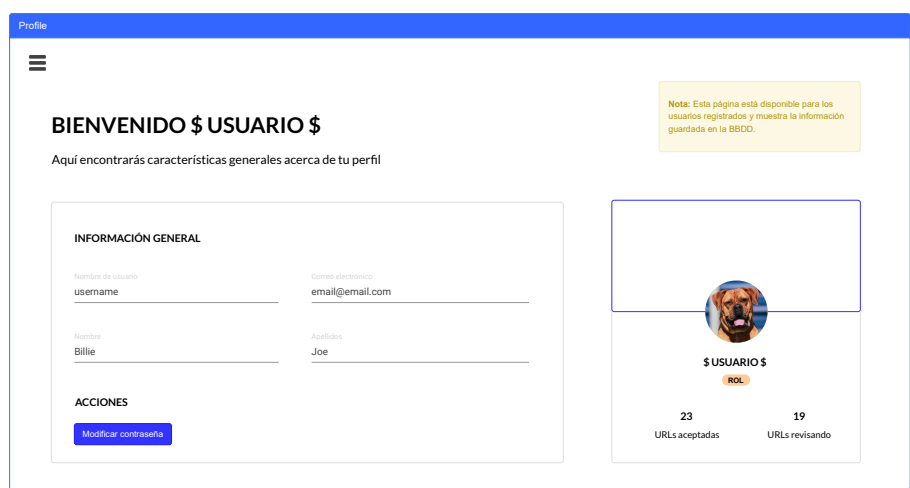 Profile
Nota: Esta página está disponible para los
usuarios registrados y muestra la información
guardada en la BBDD.
BIENVENIDO $ USUARIO $
Aquí encontrarás características generales acerca de tu perfil
INFORMACIÓN GENERAL
Nombre de usuario
Correo electrónico
username
email@email.com
Nombre
Apellidos
Billie
Joe
ACCIONES
Modificar contraseña
$ USUARIO $
ROL
23
19
URLs aceptadas
URLs revisando